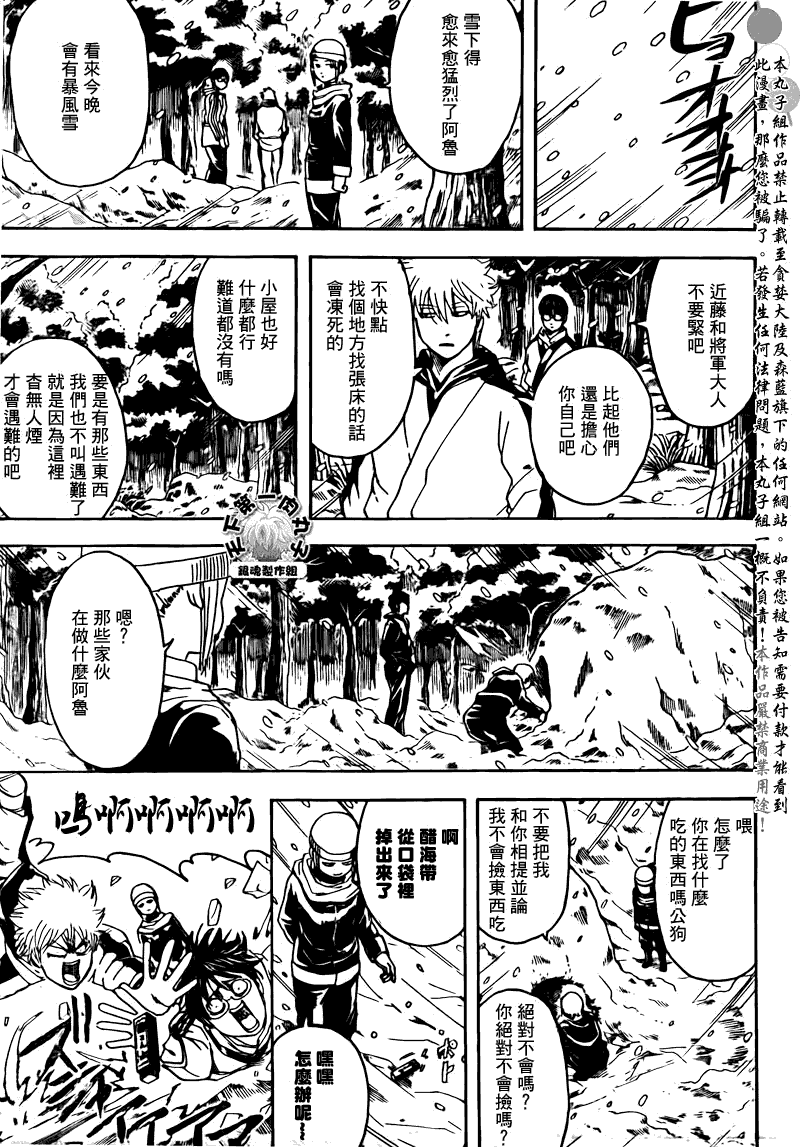 ヒョオオオ
雪下得
愈來愈猛烈了阿魯
看來今晚
會有暴風雪
近藤和將軍大人
不要緊吧
比起他們
還是擔心
你自己吧
不快點
找個地方找張床的話
會凍死的
小屋也好
什麼都行
難道都沒有嗎
要是有那些東西
我們也不叫遇難了
就是因為這裡
杳無人煙
才會遇難的吧
天下第一肉丸子
銀魂製作組
嗯？
那些家伙
在做什麼阿魯
喂
怎麼了
你在找什麼
吃的東西嗎公狗
不要把我
和你相提並論
我不會撿東西吃
絕對不會嗎？
你絕對不會撿嗎？
啊
醋海帶
從口袋裡
掉出來了
ポト
嘿嘿
怎麼辦呢~
嗚啊啊啊啊
本丸子組作品禁止轉載至貪婪大陸及森藍旗下的任何網站。如果您被告知需要付款才能看到
此漫畫，那麼您被騙了。若發生任何法律問題，本丸子組一概不負責！本作品嚴禁商業用途！